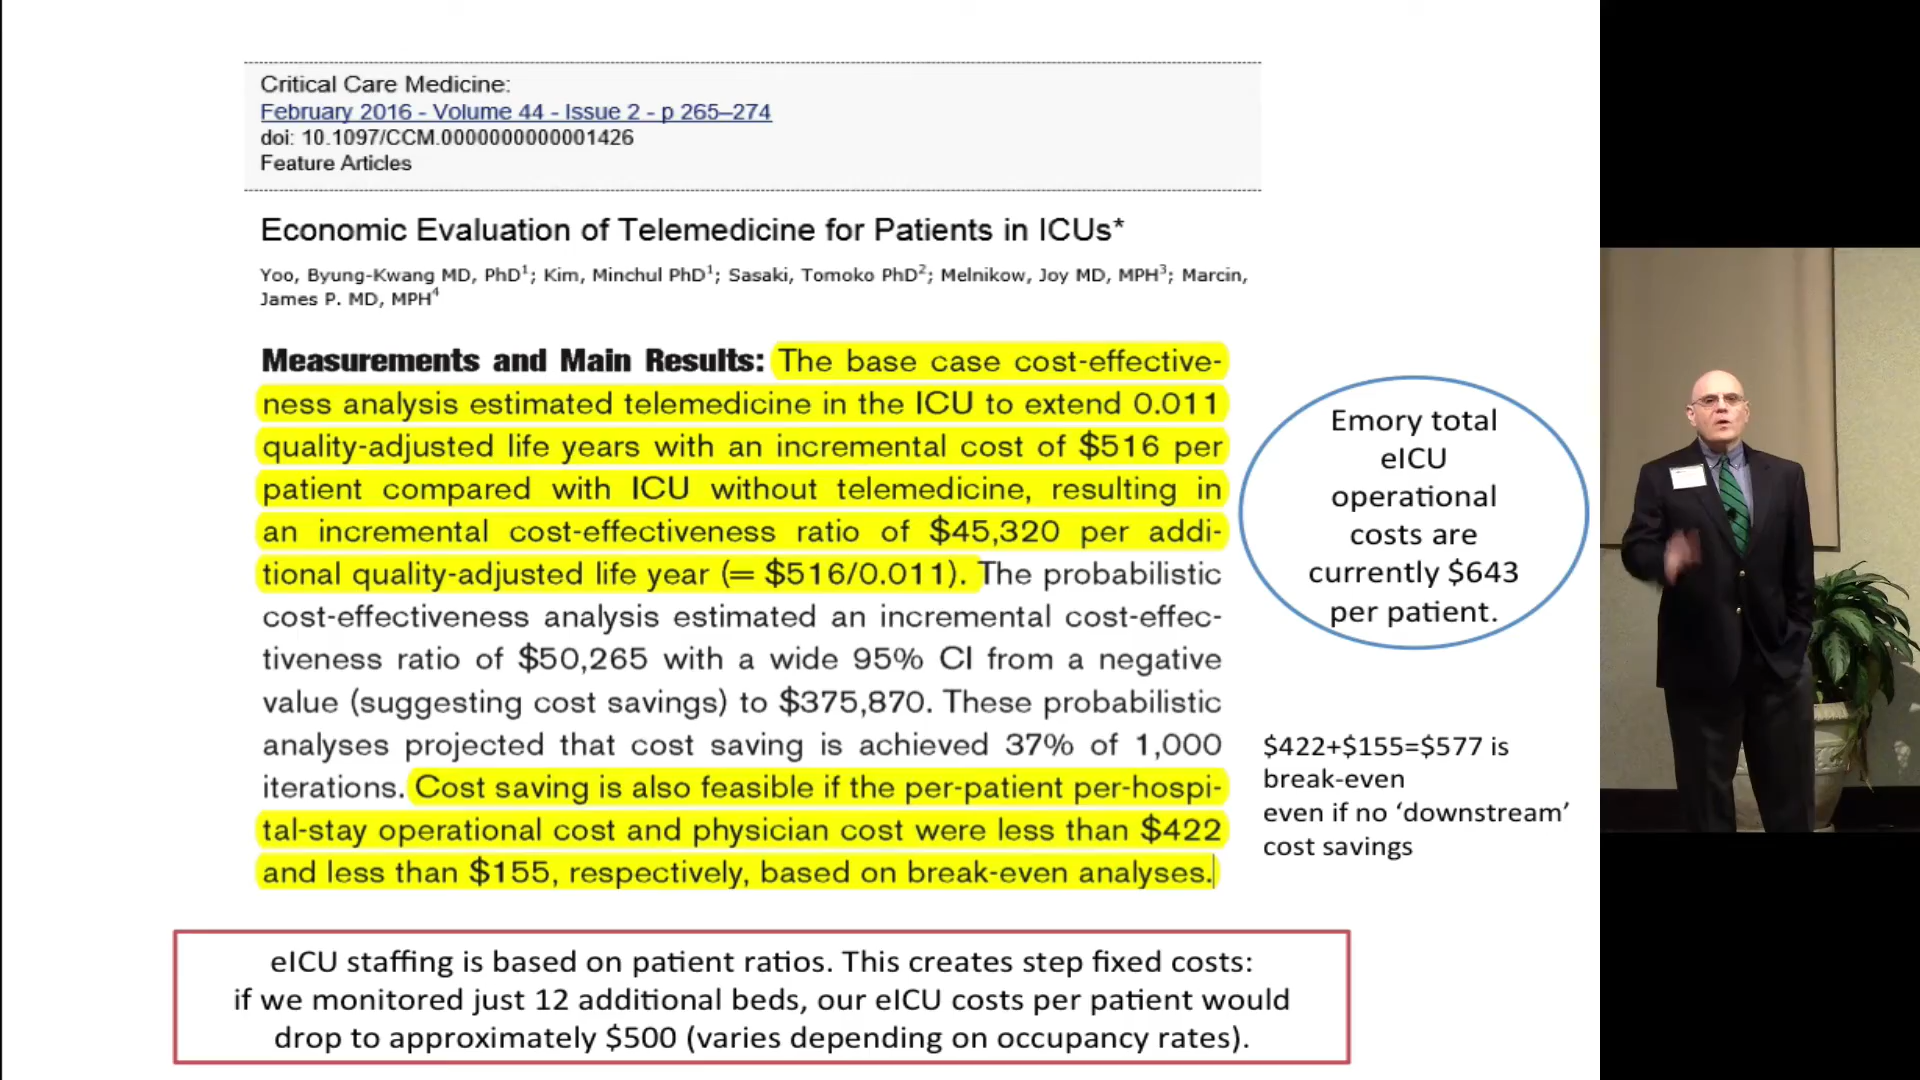 Critical Care Medicine:
February 2016 - Volume 44 - Issue 2 - p 265–274
doi: 10.1097/CCM.0000000000001426
Feature Articles
Economic Evaluation of Telemedicine for Patients in ICUs*
Yoo, Byung-Kwang MD, PhD1; Kim, Minchul PhD1; Sasaki, Tomoko PhD2; Melnikow, Joy MD, MPH3; Marcin,
James P. MD, MPH4
Measurements and Main Results: The base case cost-effective-
ness analysis estimated telemedicine in the ICU to extend 0.011
quality-adjusted life years with an incremental cost of $516 per
patient compared with ICU without telemedicine, resulting in
an incremental cost-effectiveness ratio of $45,320 per addi-
tional quality-adjusted life year (= $516/0.011). The probabilistic
cost-effectiveness analysis estimated an incremental cost-effec-
tiveness ratio of $50,265 with a wide 95% CI from a negative
value (suggesting cost savings) to $375,870. These probabilistic
analyses projected that cost saving is achieved 37% of 1,000
iterations. Cost saving is also feasible if the per-patient per-hospi-
tal-stay operational cost and physician cost were less than $422
and less than $155, respectively, based on break-even analyses.
Emory total
eICU
operational
costs are
currently $643
per patient.
$422+$155=$577 is
break-even
even if no ‘downstream’
cost savings
eICU staffing is based on patient ratios. This creates step fixed costs:
if we monitored just 12 additional beds, our eICU costs per patient would
drop to approximately $500 (varies depending on occupancy rates).